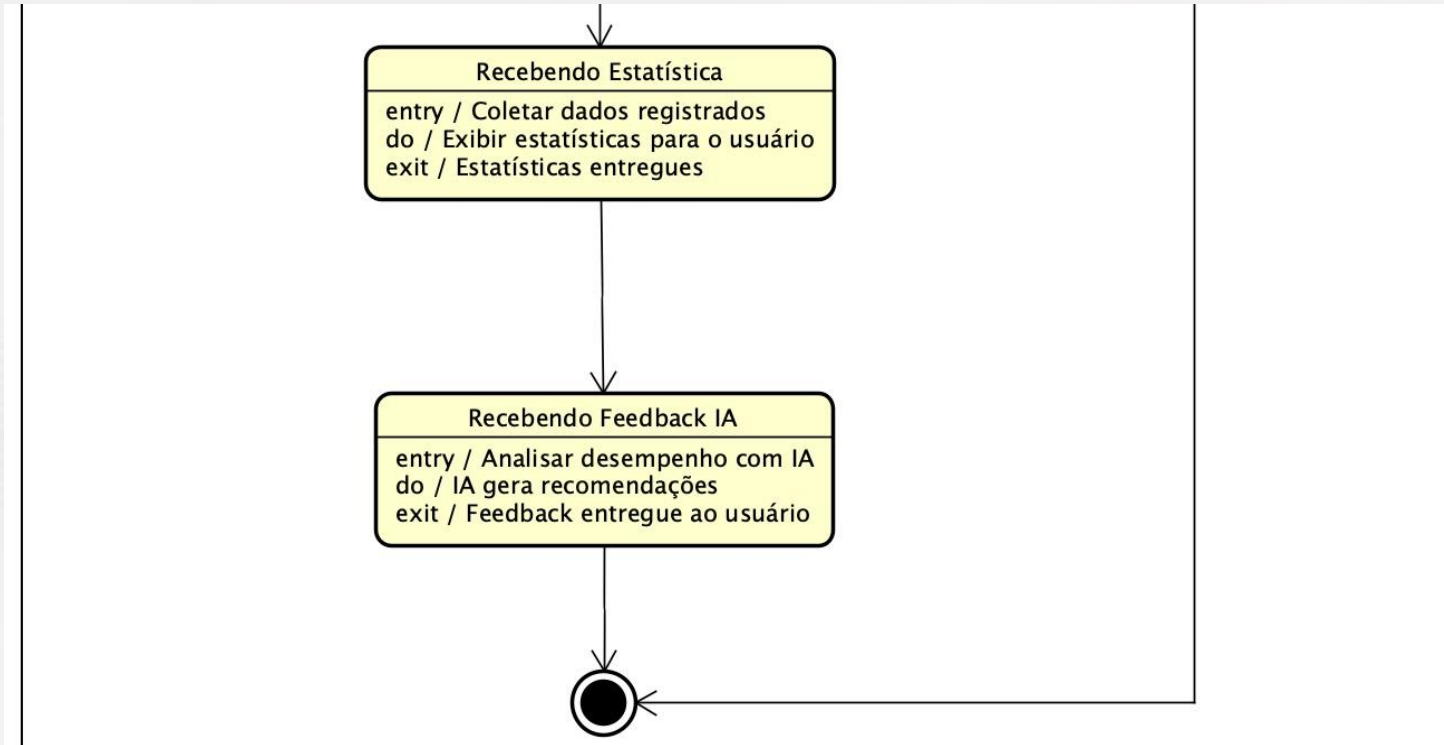 Recebendo Estatística
entry / Coletar dados registrados
do / Exibir estatísticas para o usuário
exit / Estatísticas entregues
Recebendo Feedback IA
entry / Analisar desempenho com IA
do / IA gera recomendações
exit / Feedback entregue ao usuário